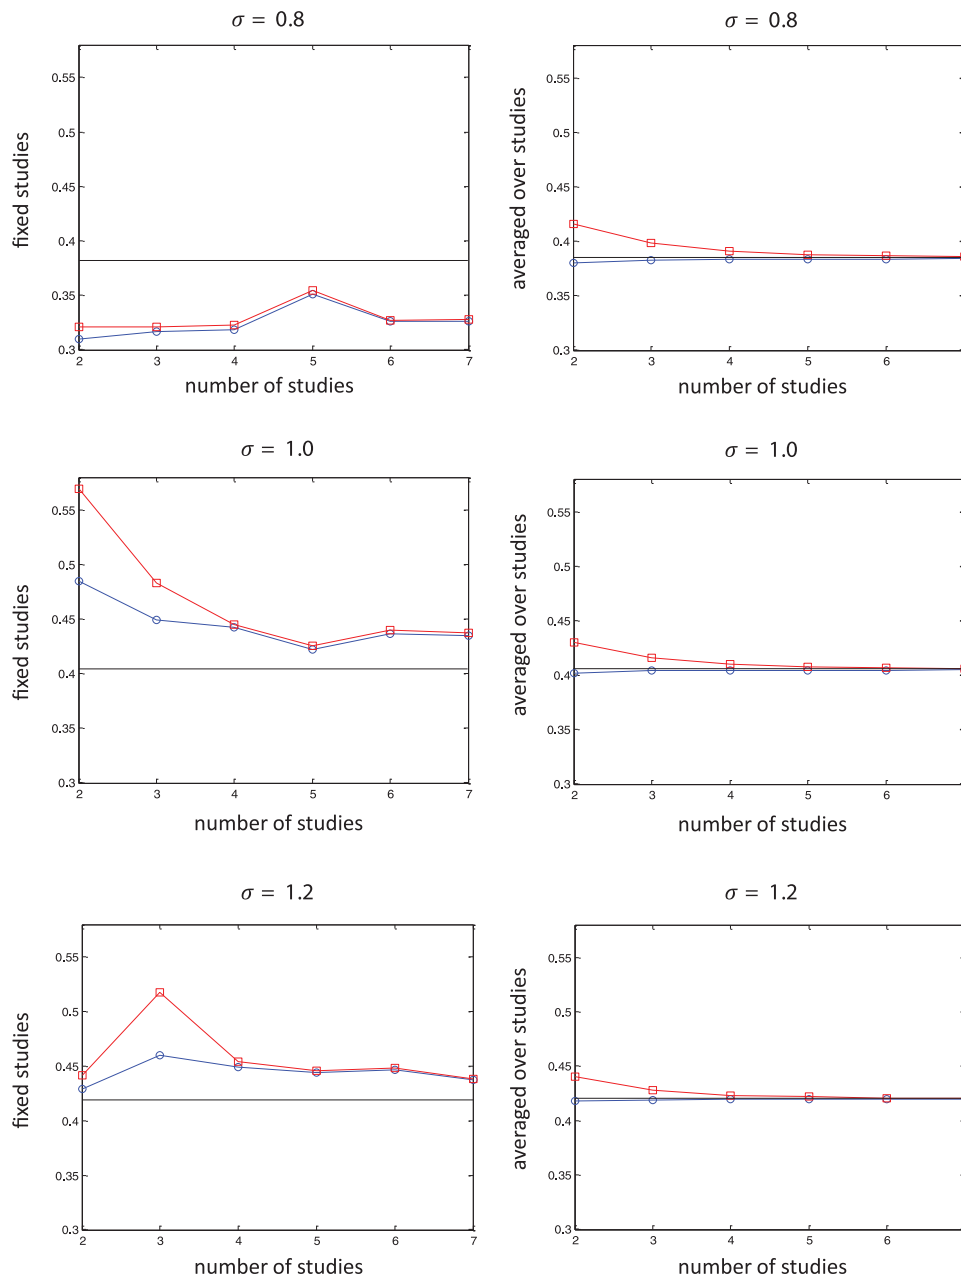 σ = 0.8
0.55
0.5
0.45
0.4
0.35
0.3
2 3 4 5 6 7
fixed studies
number of studies
σ = 0.8
0.55
0.5
0.45
0.4
0.35
0.3
2 3 4 5 6
averaged over studies
number of studies
σ = 1.0
0.55
0.5
0.45
0.4
0.35
0.3
2 3 4 5 6 7
fixed studies
number of studies
σ = 1.0
0.55
0.5
0.45
0.4
0.35
0.3
2 3 4 5 6
averaged over studies
number of studies
σ = 1.2
0.55
0.5
0.45
0.4
0.35
0.3
2 3 4 5 6 7
fixed studies
number of studies
σ = 1.2
0.55
0.5
0.45
0.4
0.35
0.3
2 3 4 5 6
averaged over studies
number of studies